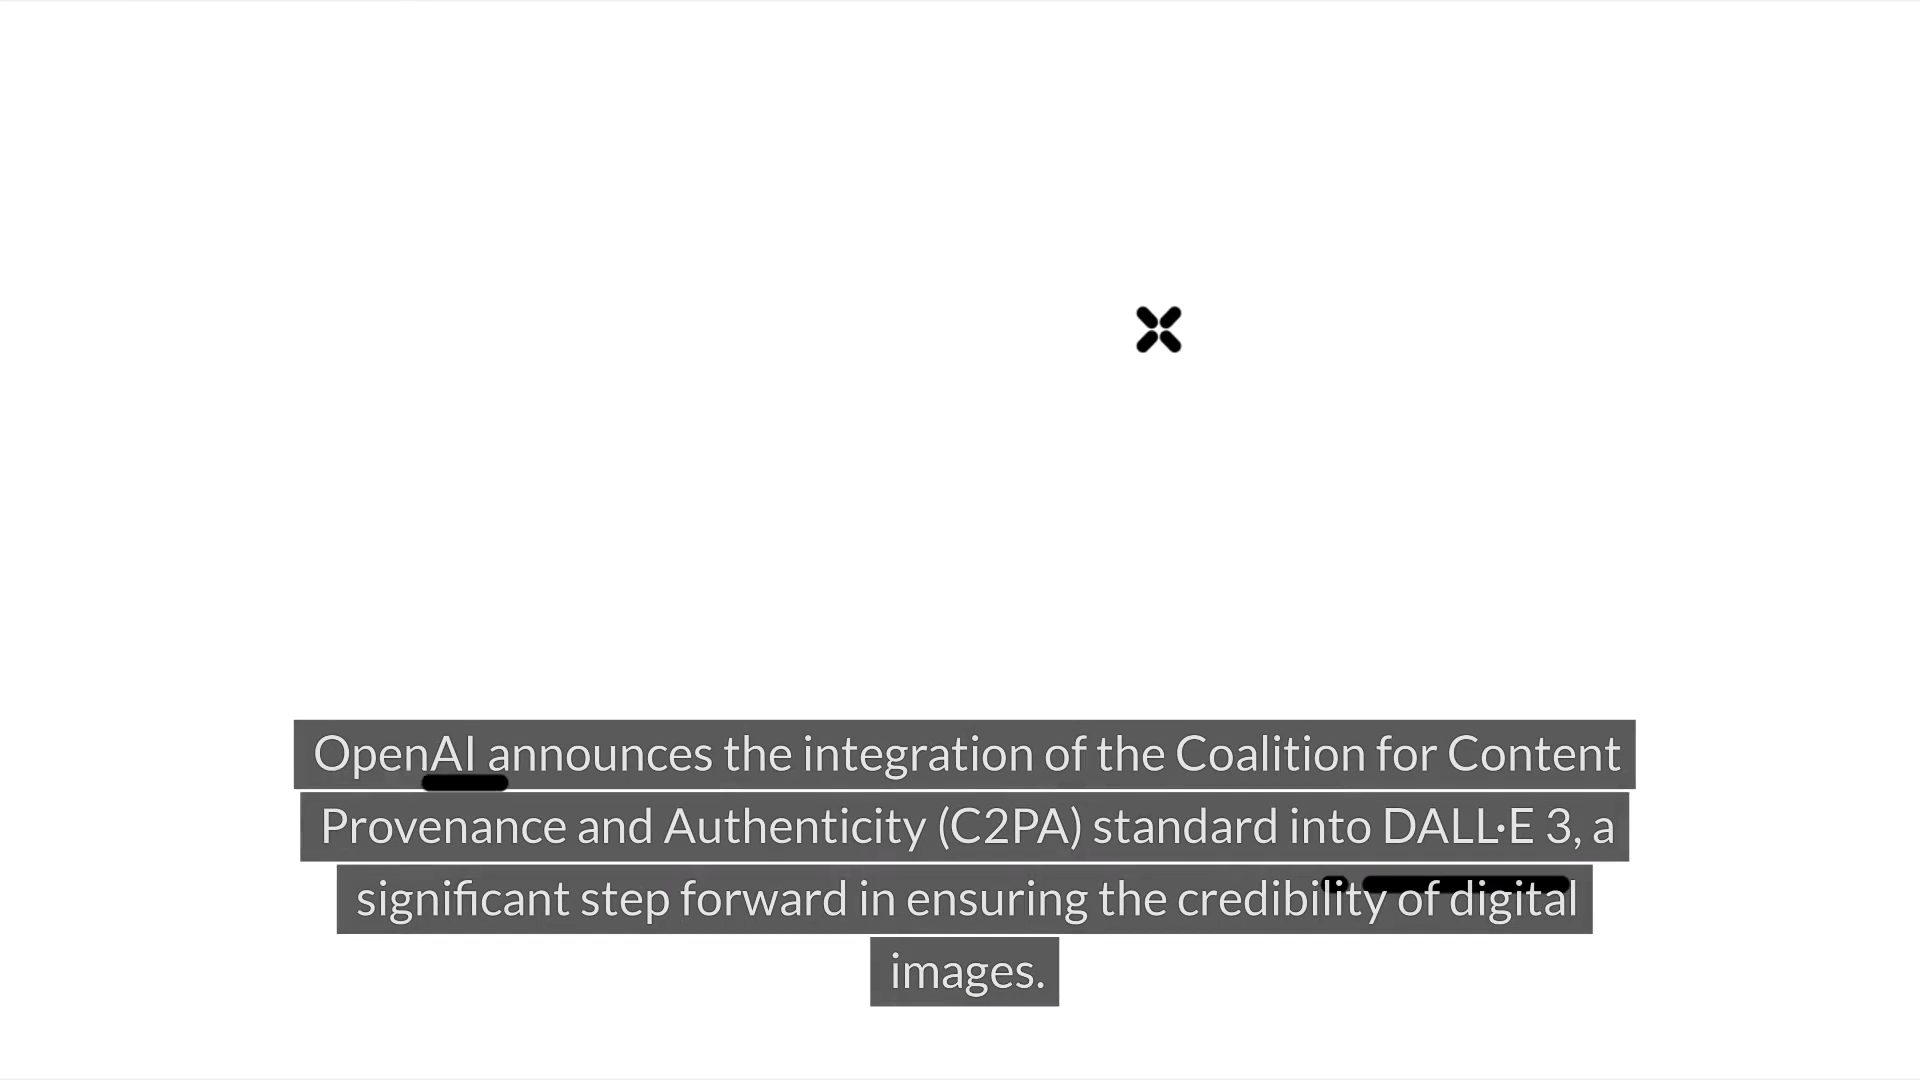 OpenAI announces the integration of the Coalition for Content
Provenance and Authenticity (C2PA) standard into DALL·E 3, a
significant step forward in ensuring the credibility of digital
images.